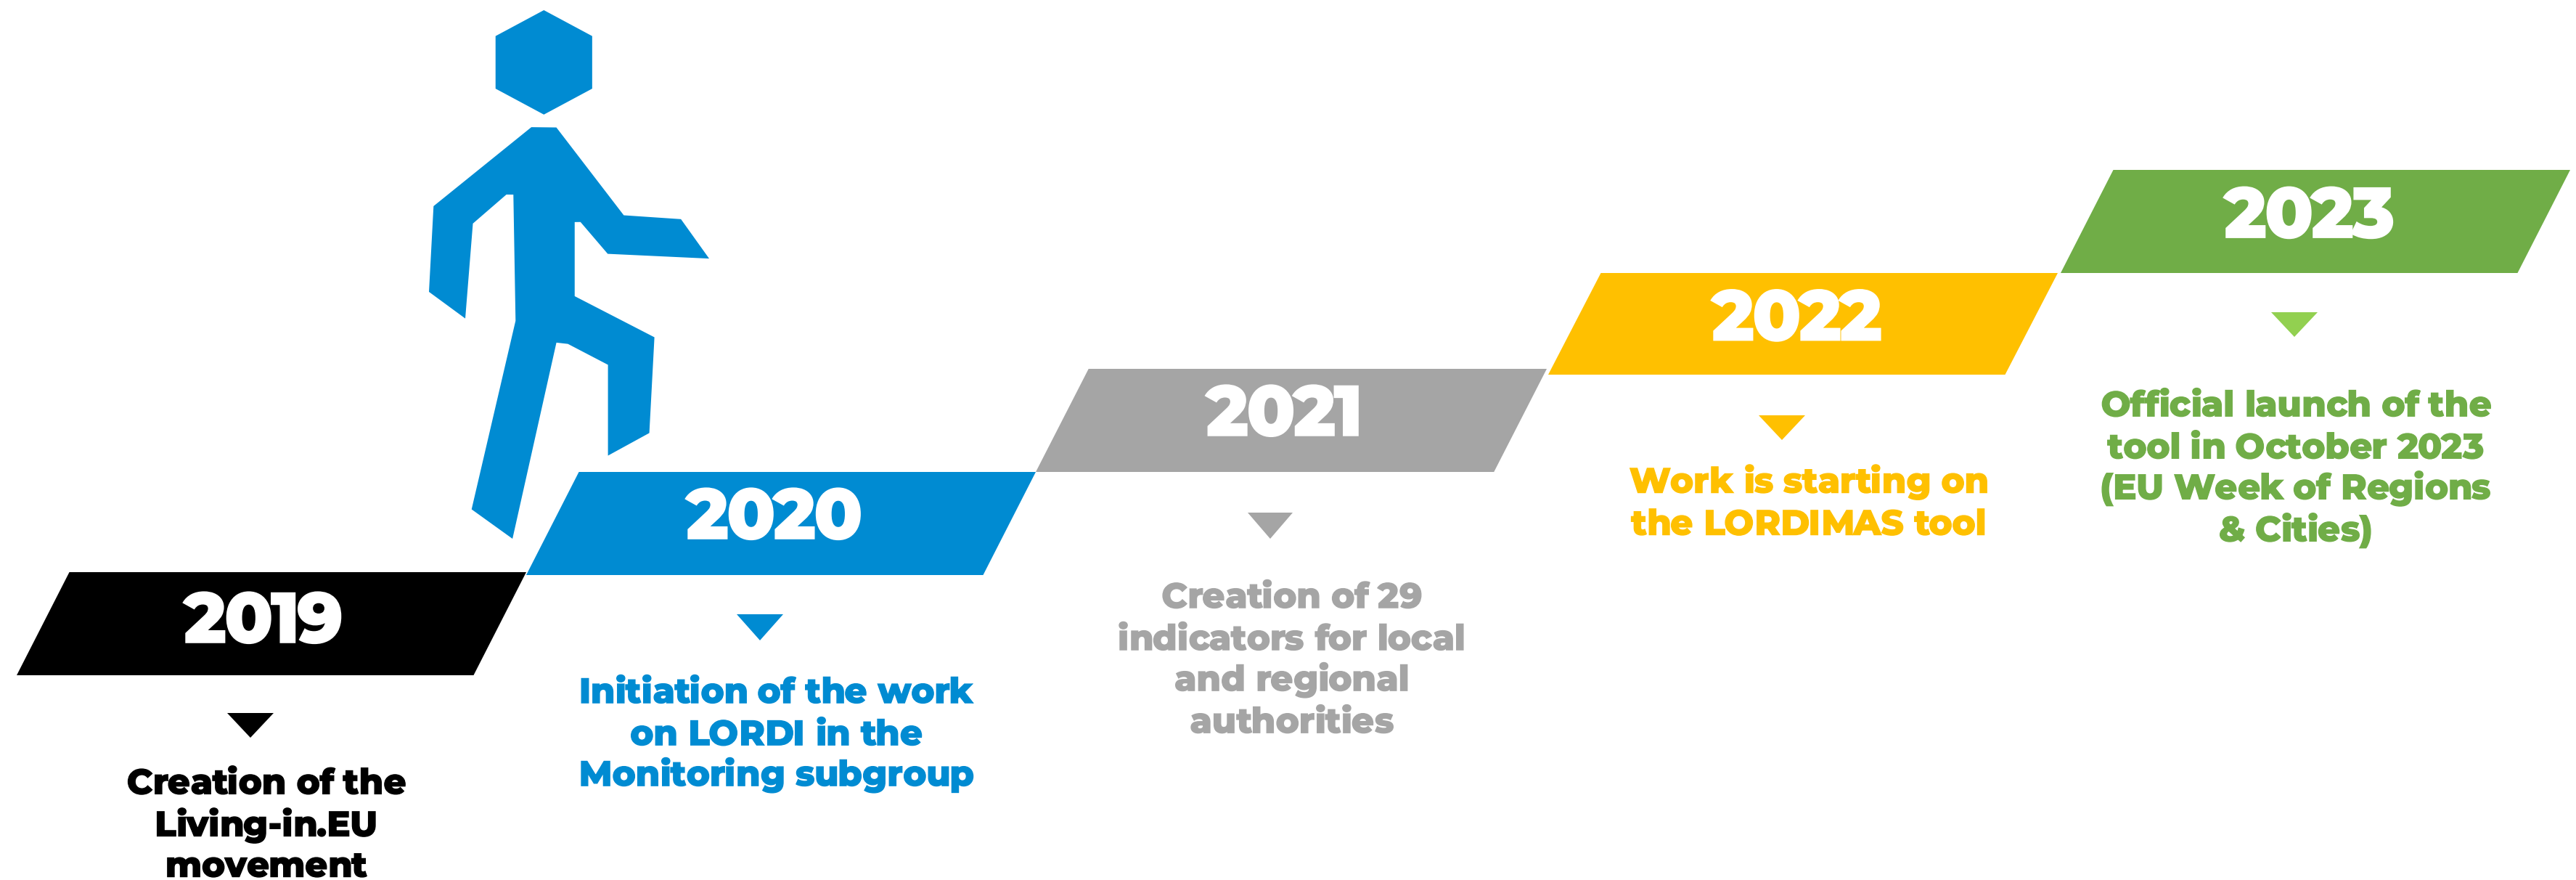 2019
Creation of the
Living-in.EU
movement
2020
Initiation of the work
on LORDI in the
Monitoring subgroup
2021
Creation of 29
indicators for local
and regional
authorities
2022
Work is starting on
the LORDIMAS tool
2023
Official launch of the
tool in October 2023
(EU Week of Regions
& Cities)